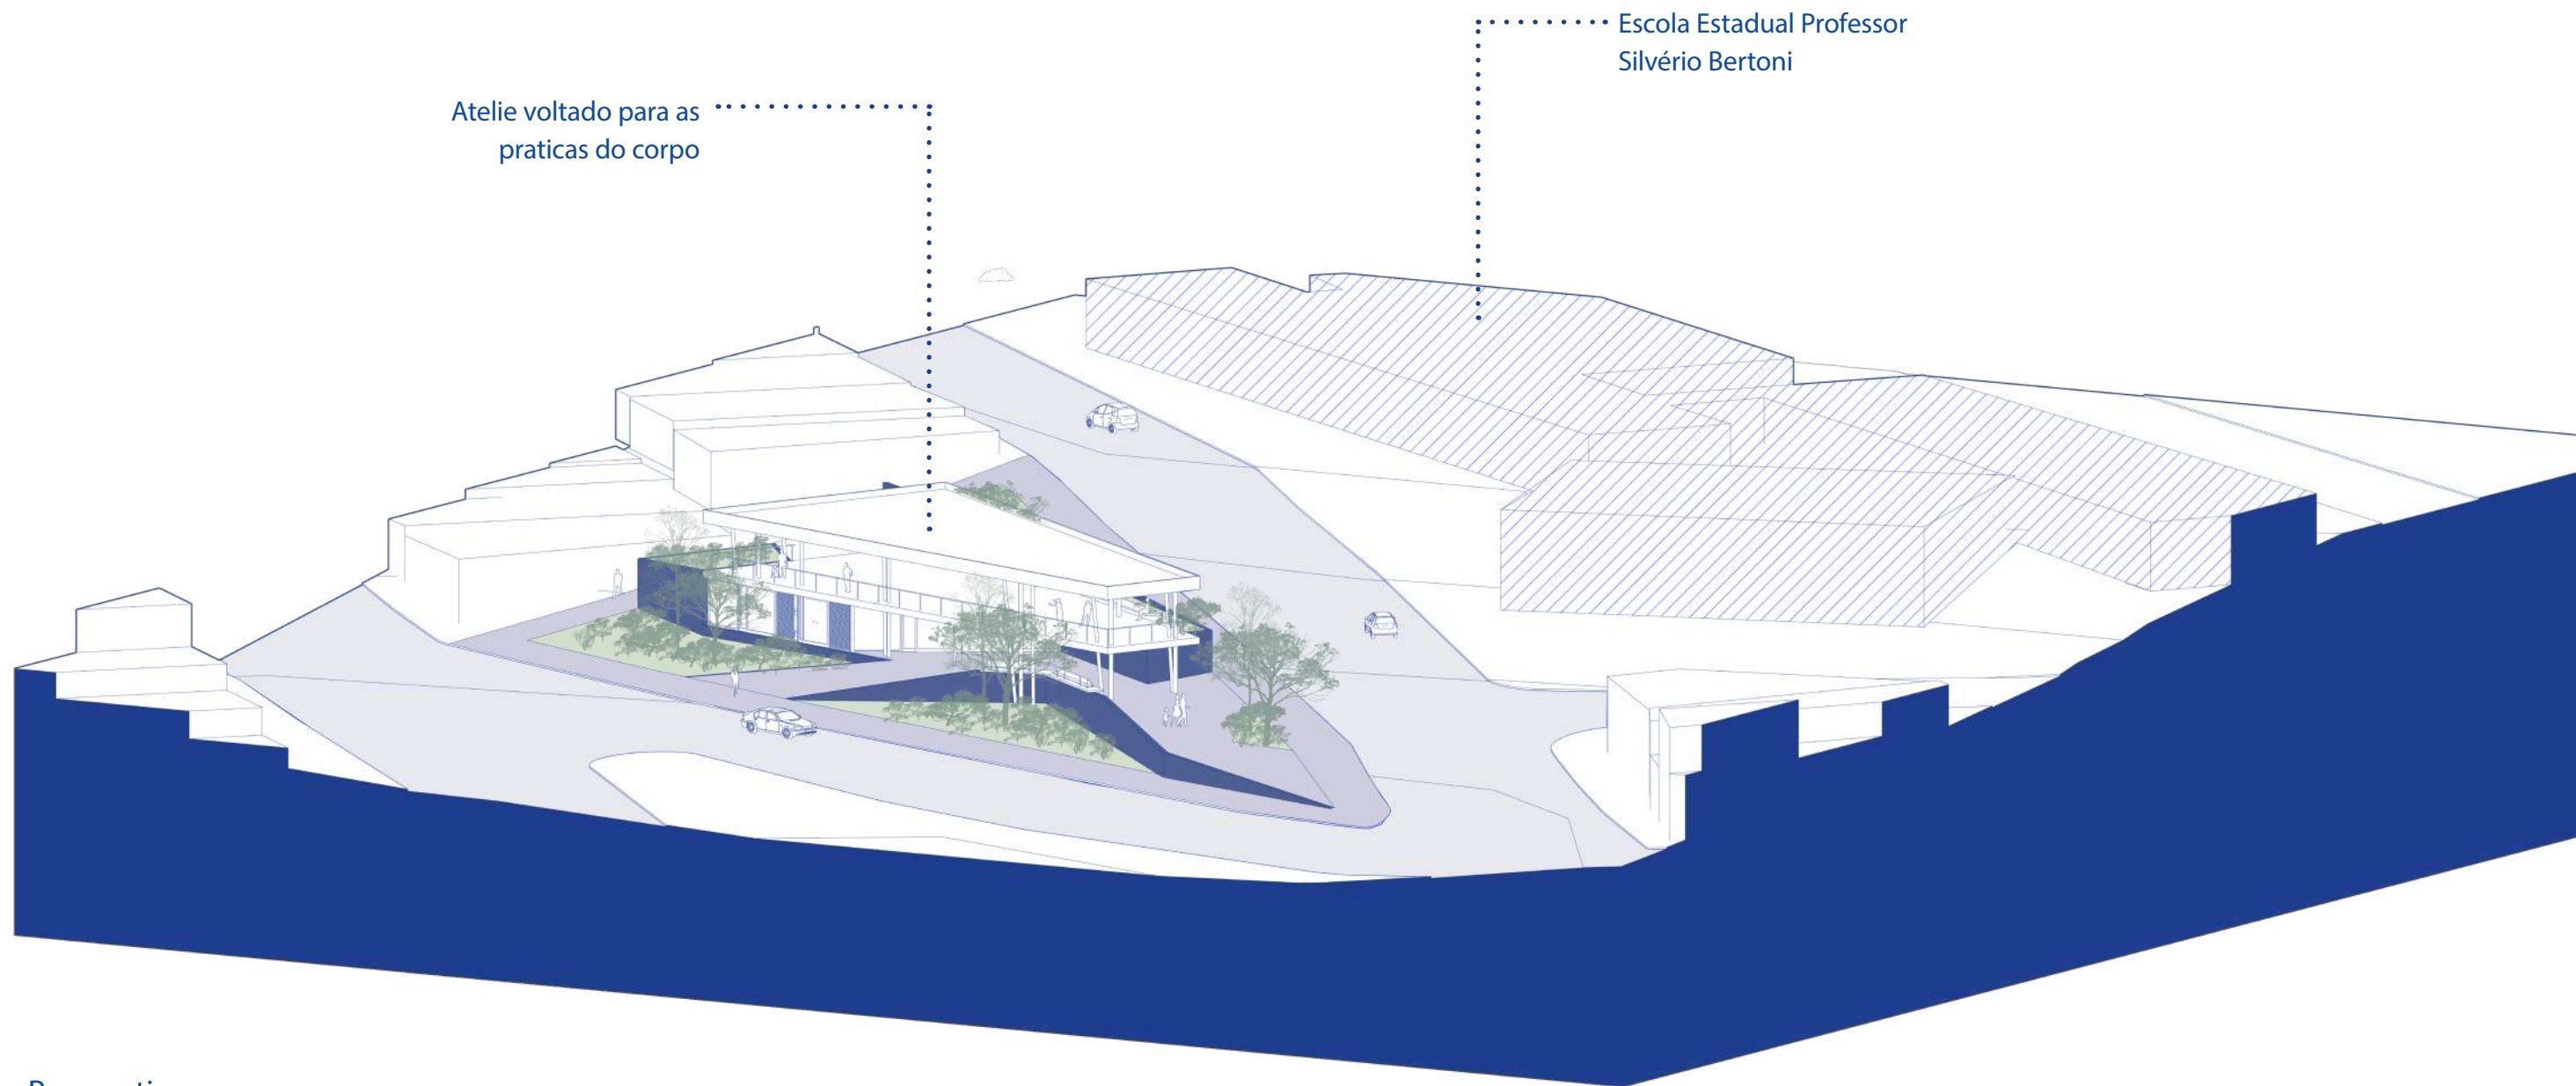 Escola Estadual Professor
Silvério Bertoni
Atelie voltado para as
praticas do corpo